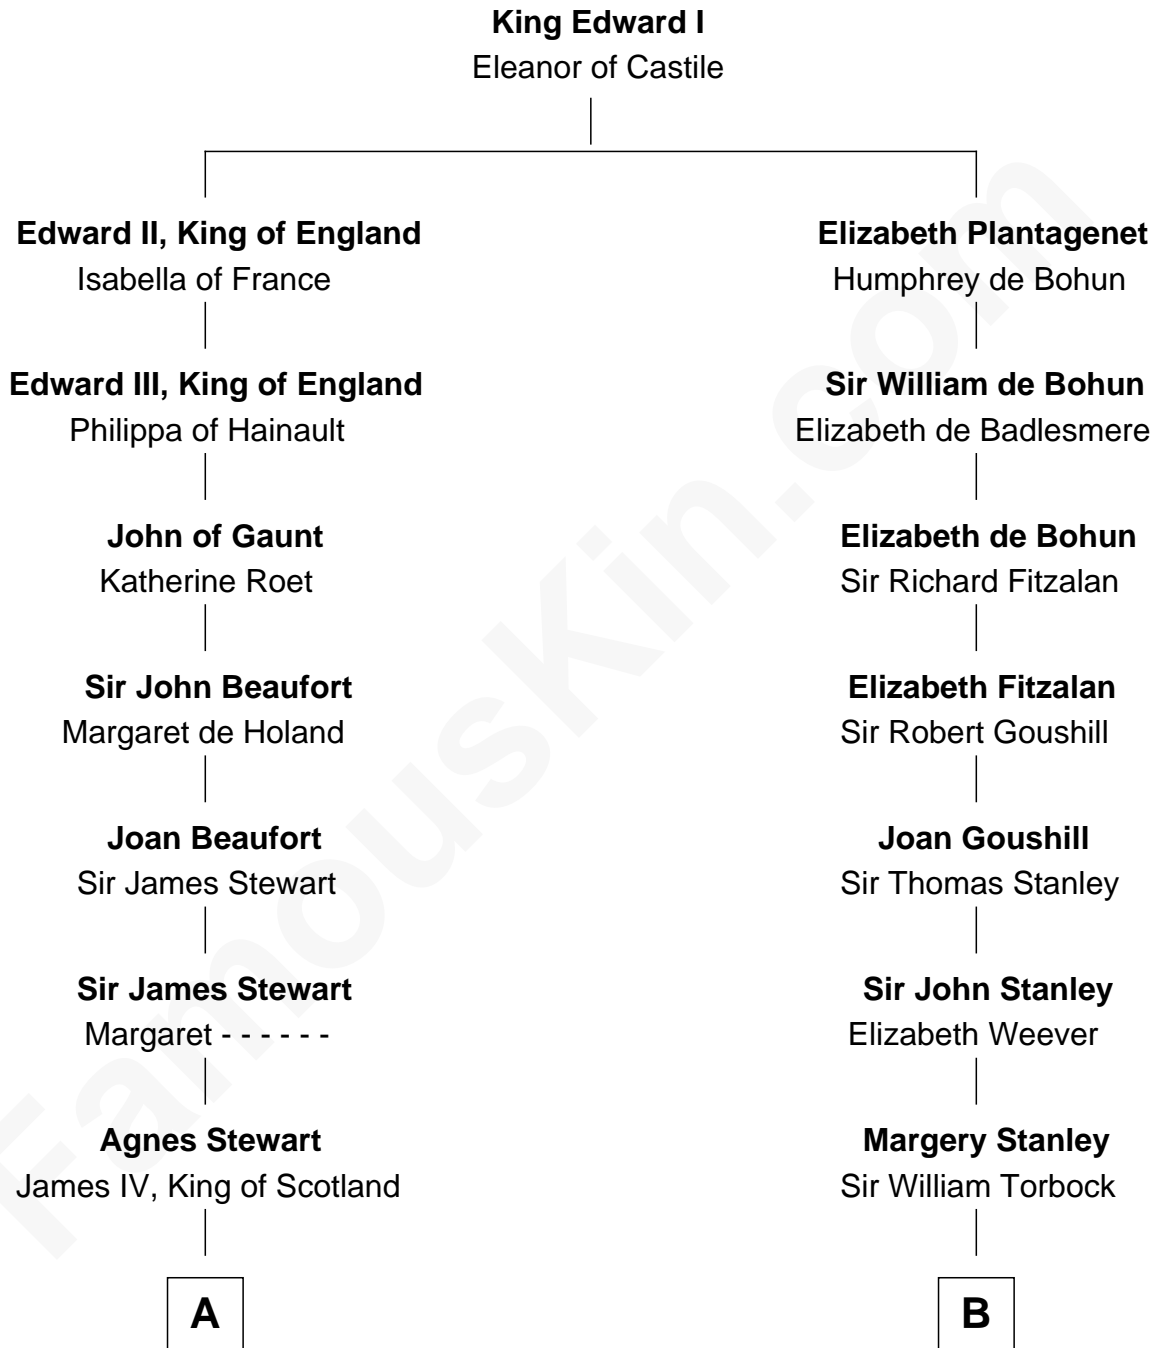 King Edward I
Eleanor of Castile
Edward II, King of England
Isabella of France
Elizabeth Plantagenet
Humphrey de Bohun
Edward III, King of England
Philippa of Hainault
Sir William de Bohun
Elizabeth de Badlesmere
John of Gaunt
Katherine Roet
Elizabeth de Bohun
Sir Richard Fitzalan
Sir John Beaufort
Margaret de Holand
Elizabeth Fitzalan
Sir Robert Goushill
Joan Beaufort
Sir James Stewart
Joan Goushill
Sir Thomas Stanley
Sir James Stewart
Margaret - - - - - -
Sir John Stanley
Elizabeth Weever
Agnes Stewart
James IV, King of Scotland
Margery Stanley
Sir William Torbock
A
B
FamousKin.com